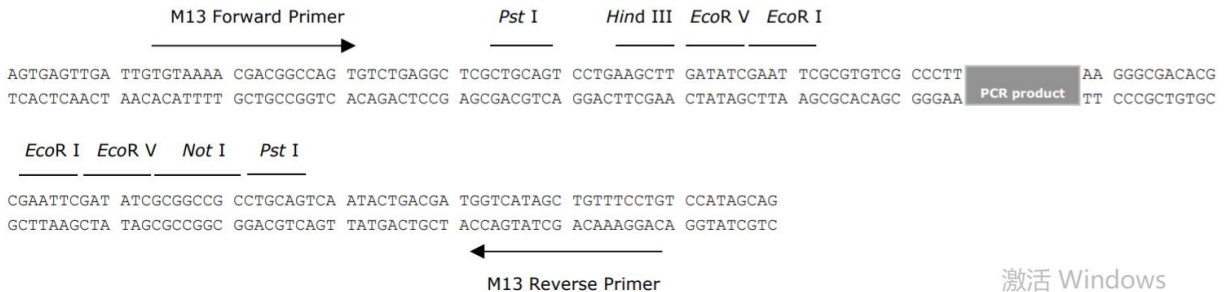 M13 Forward Primer Pst I Hind III EcoR V EcoR I
AGTGAGTTGA TTGTGTAAAA CGACGGCCAG TGTCTGAGGC TCGCTGCAGT CCTGAAGCTT GATATCGAAT TCGCGTGTCG CCCTT AA GGGCGACACG
TCACTCAACT AACACATTTT GCTGCCGGTC ACAGACTCCG AGCGACGTCA GGACTTCGAA CTATAGCTTA AGCGCACAGC GGGAA PCR product TT CCCGCTGTGC
EcoR I EcoR V Not I Pst I
CGAATTCGAT ATCGCGGCCG CCTGCAGTCA ATACTGACGA TGGTCATAGC TGTTTCCTGT CCATAGCAG
GCTTAAGCTA TAGCGCCGGC GGACGTCAGT TATGACTGCT ACCAGTATCG ACAAAGGACA GGTATCGTC
M13 Reverse Primer
激活 Windows